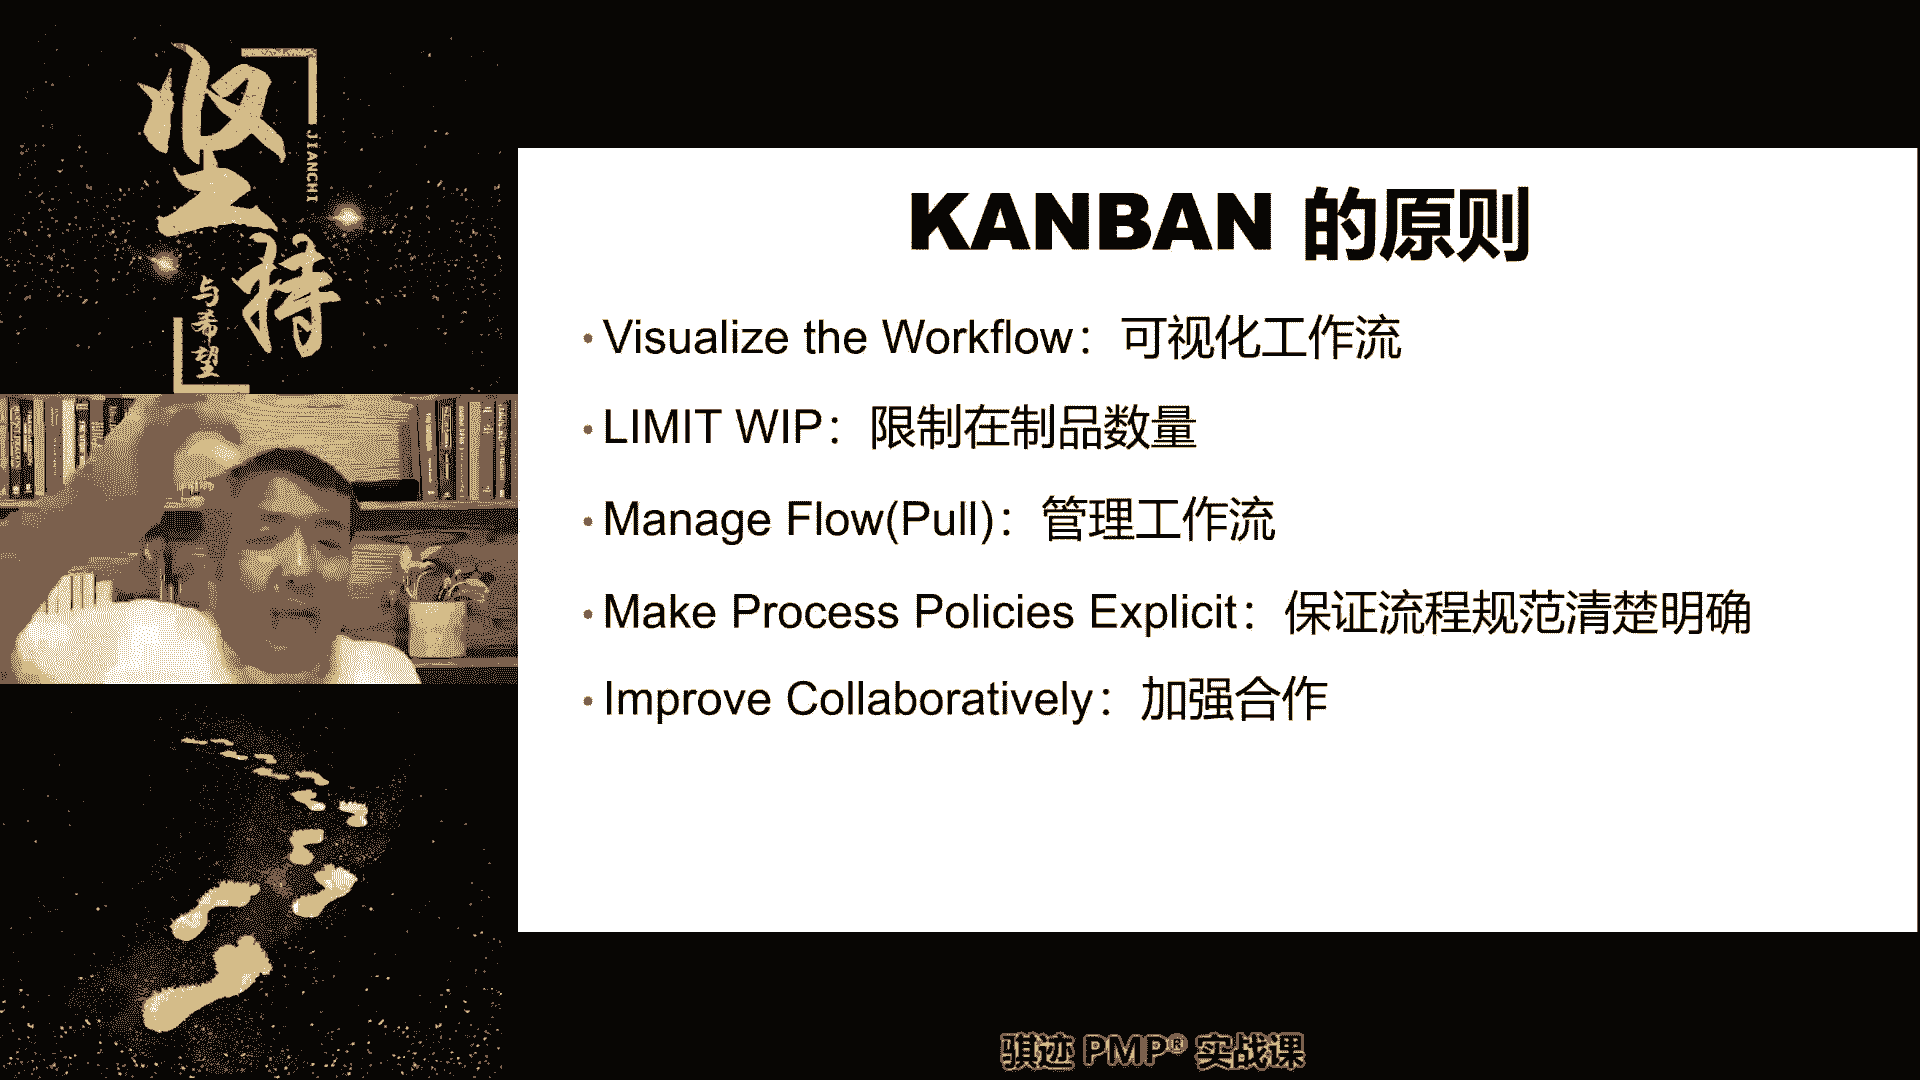 坚持
JIANCHI
与希望
KANBAN 的原则
• Visualize the Workflow：可视化工作流
• LIMIT WIP：限制在制品数量
• Manage Flow(Pull)：管理工作流
• Make Process Policies Explicit：保证流程规范清楚明确
• Improve Collaboratively：加强合作
骐迹 PMP® 实战课